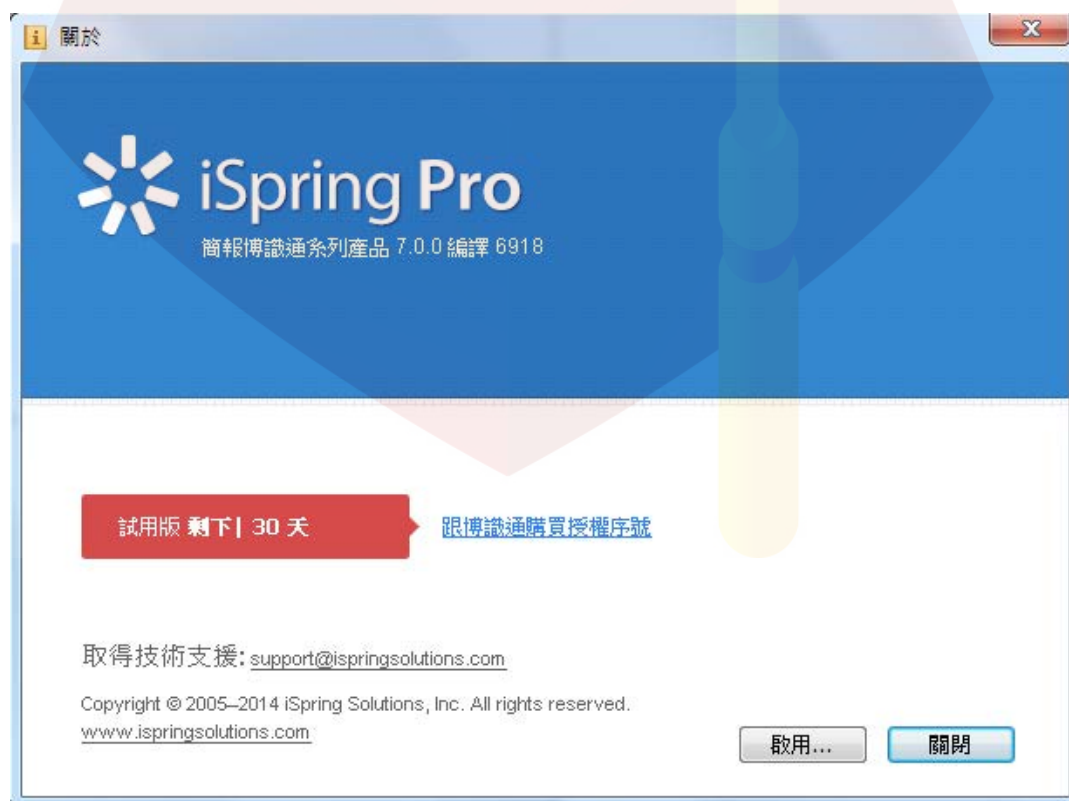 關於
iSpring Pro
簡報博識通系列產品 7.0.0 編譯 6918
試用版 剩下| 30 天
跟博識通購買授權序號
取得技術支援: support@ispringsolutions.com
Copyright © 2005–2014 iSpring Solutions, Inc. All rights reserved.
www.ispringsolutions.com
啟用...
關閉